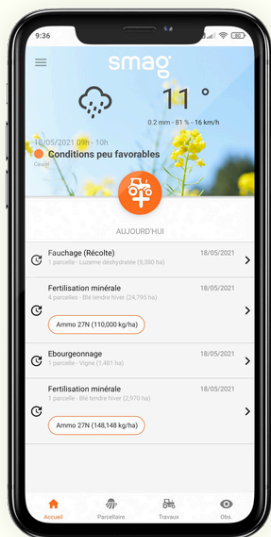 9:36
smag
11 °
0.2 mm - 81 % - 16 km/h
18/05/2021 09h - 10h
Conditions peu favorables
AUJOURD'HUI
Fauchage (Récolte) 18/05/2021
1 parcelle - Luzerne déshydratée (9,380 ha)
Fertilisation minérale 18/05/2021
4 parcelles - Blé tendre hiver (24,795 ha)
Ammo 27N (110,000 kg/ha)
Ebourgeonnage 18/05/2021
1 parcelle - Vigne (1,481 ha)
Fertilisation minérale 18/05/2021
1 parcelle - Blé tendre hiver (2,970 ha)
Ammo 27N (148,148 kg/ha)
Accueil Parcellaire Travaux Obs.